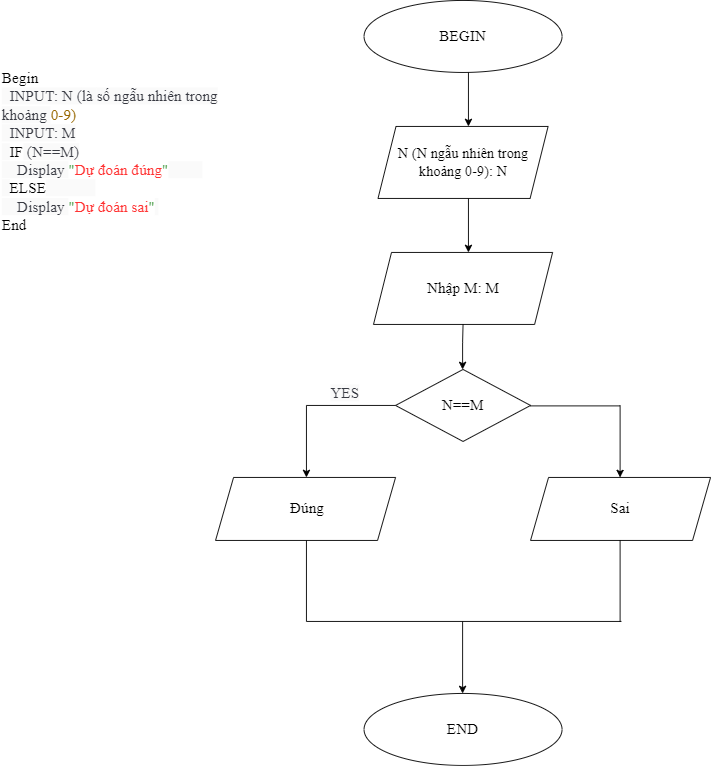 Begin
INPUT: N (là số ngẫu nhiên trong
khoảng 0-9)
INPUT: M
IF (N==M)
Display "Dự đoán đúng"
ELSE
Display "Dự đoán sai"
End
BEGIN
N (N ngẫu nhiên trong
khoảng 0-9): N
Nhập M: M
N==M
YES
Đúng
Sai
END